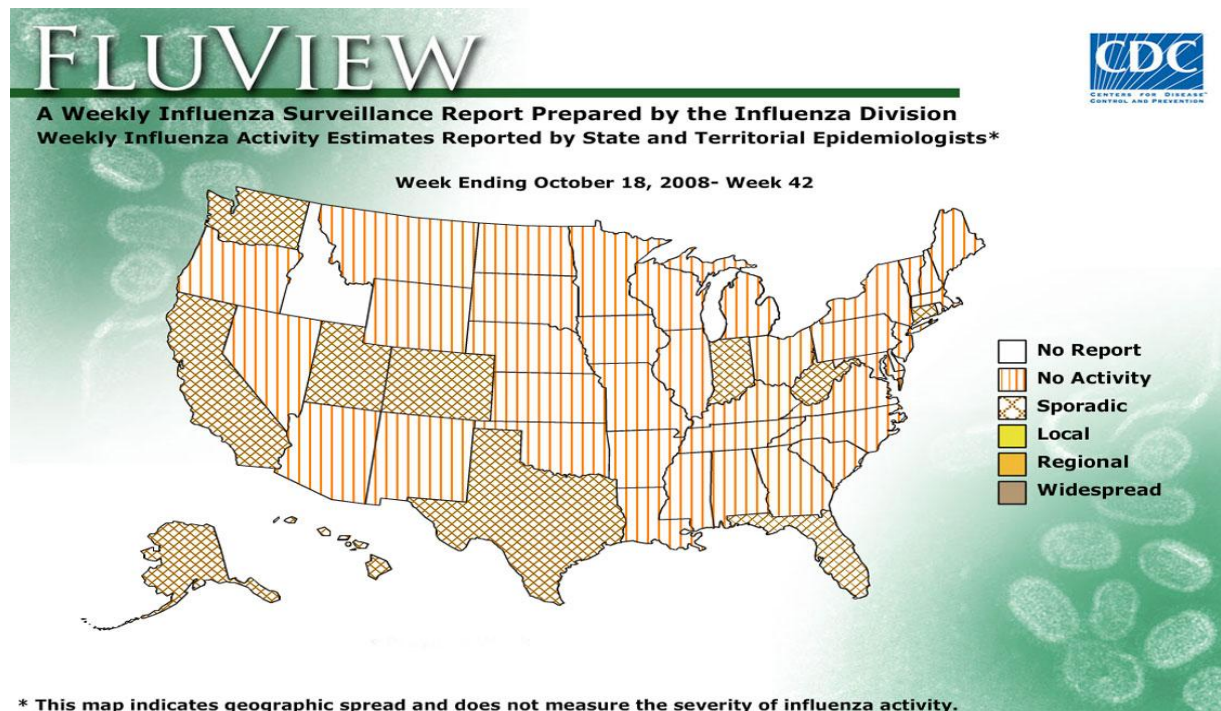 FLUVIEW
CDC
CENTERS FOR DISEASE™
CONTROL AND PREVENTION
A Weekly Influenza Surveillance Report Prepared by the Influenza Division
Weekly Influenza Activity Estimates Reported by State and Territorial Epidemiologists*
Week Ending October 18, 2008- Week 42
No Report
No Activity
Sporadic
Local
Regional
Widespread
* This map indicates geographic spread and does not measure the severity of influenza activity.